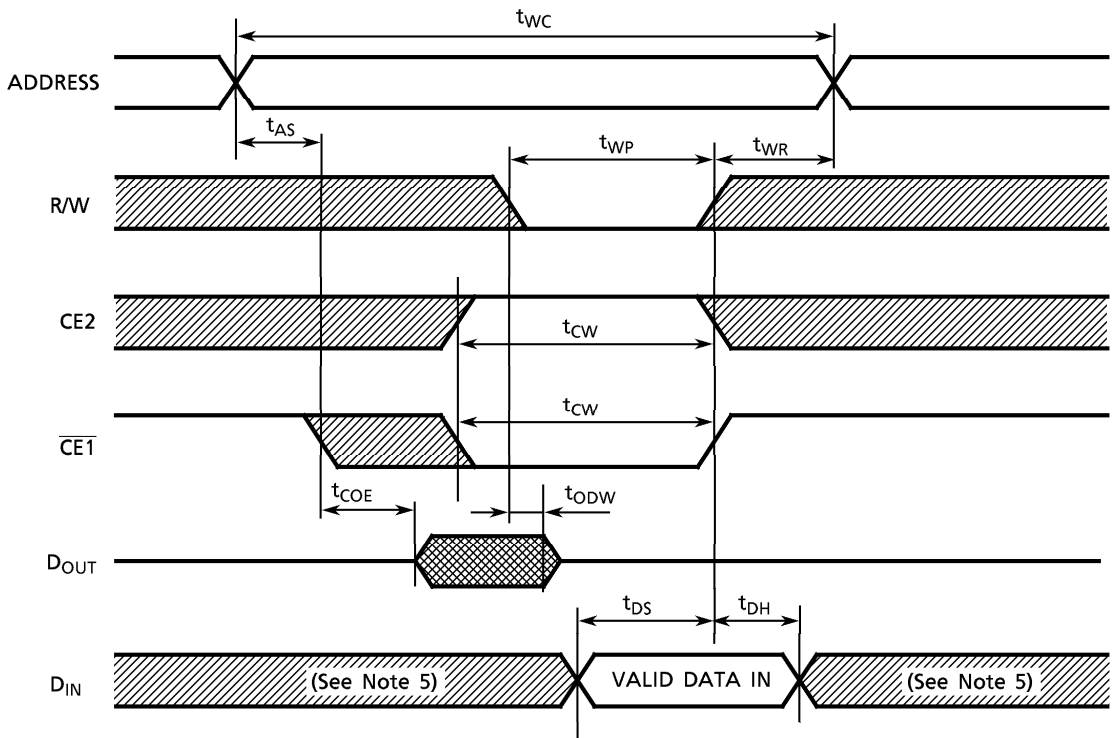 tWC
ADDRESS
tAS
tWP
tWR
R/W
CE2
tCW
tCW
CE1
tCOE
tODW
DOUT
tDS
tDH
DIN
(See Note 5)
VALID DATA IN
(See Note 5)